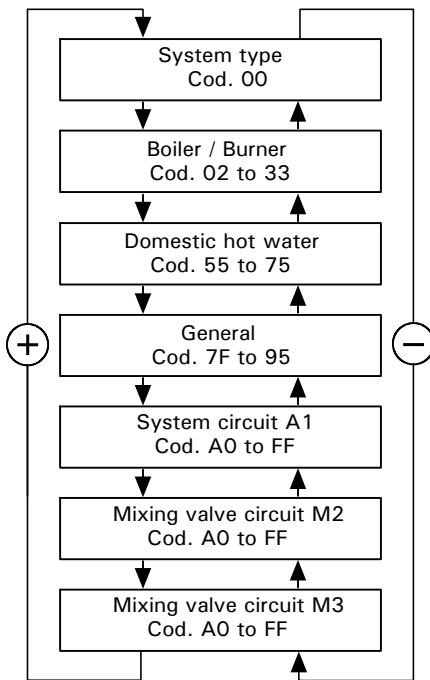 System type
Cod. 00
Boiler / Burner
Cod. 02 to 33
Domestic hot water
Cod. 55 to 75
General
Cod. 7F to 95
+
−
System circuit A1
Cod. A0 to FF
Mixing valve circuit M2
Cod. A0 to FF
Mixing valve circuit M3
Cod. A0 to FF